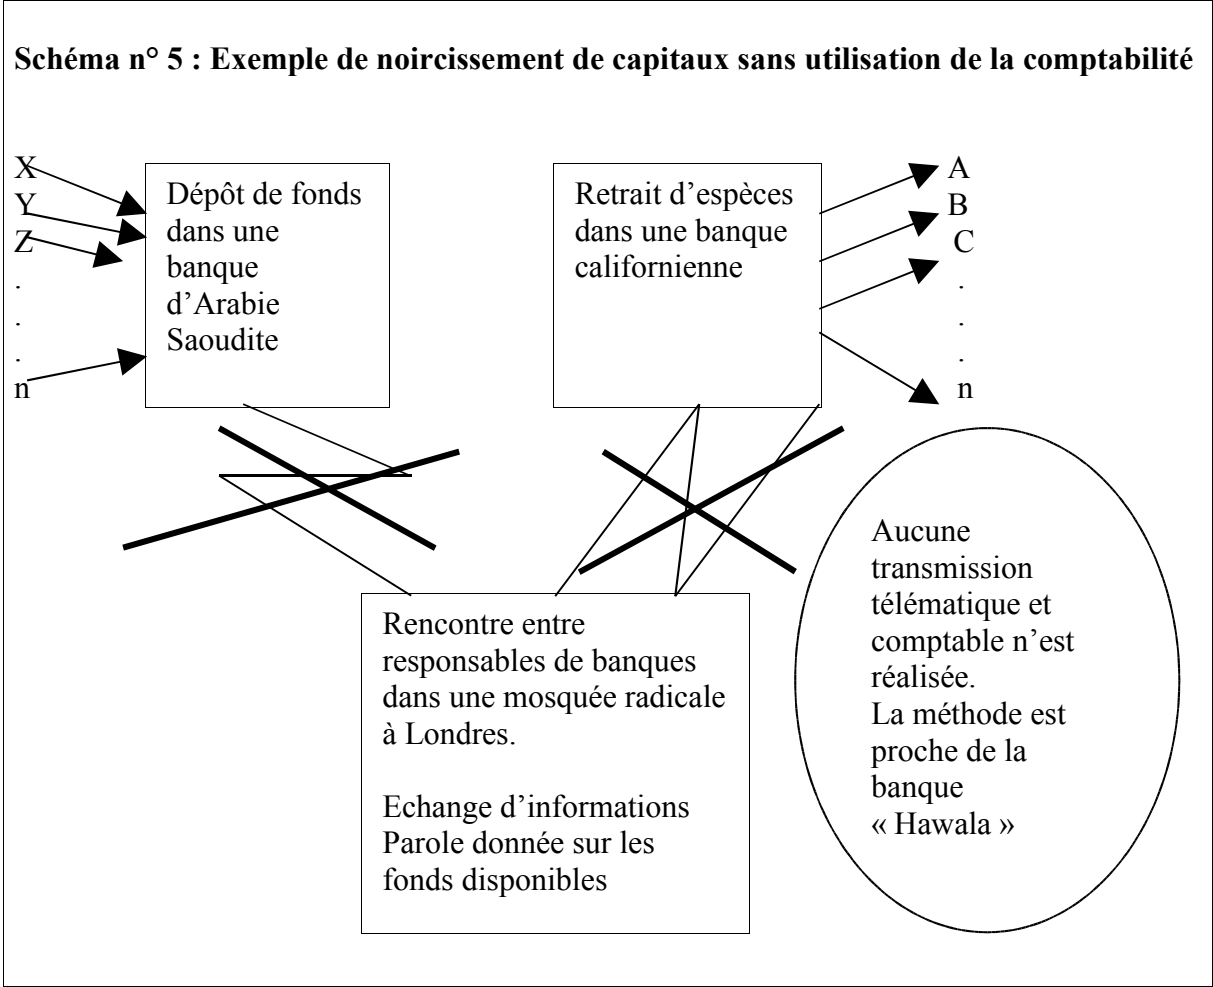 Schéma n° 5 : Exemple de noircissement de capitaux sans utilisation de la comptabilité
X
Y
Z
.
.
.
n
Dépôt de fonds
dans une
banque
d’Arabie
Saoudite
Retrait d’espèces
dans une banque
californienne
A
B
C
.
.
.
n
Rencontre entre
responsables de banques
dans une mosquée radicale
à Londres.
Echange d’informations
Parole donnée sur les
fonds disponibles
Aucune
transmission
télématique et
comptable n’est
réalisée.
La méthode est
proche de la
banque
« Hawala »